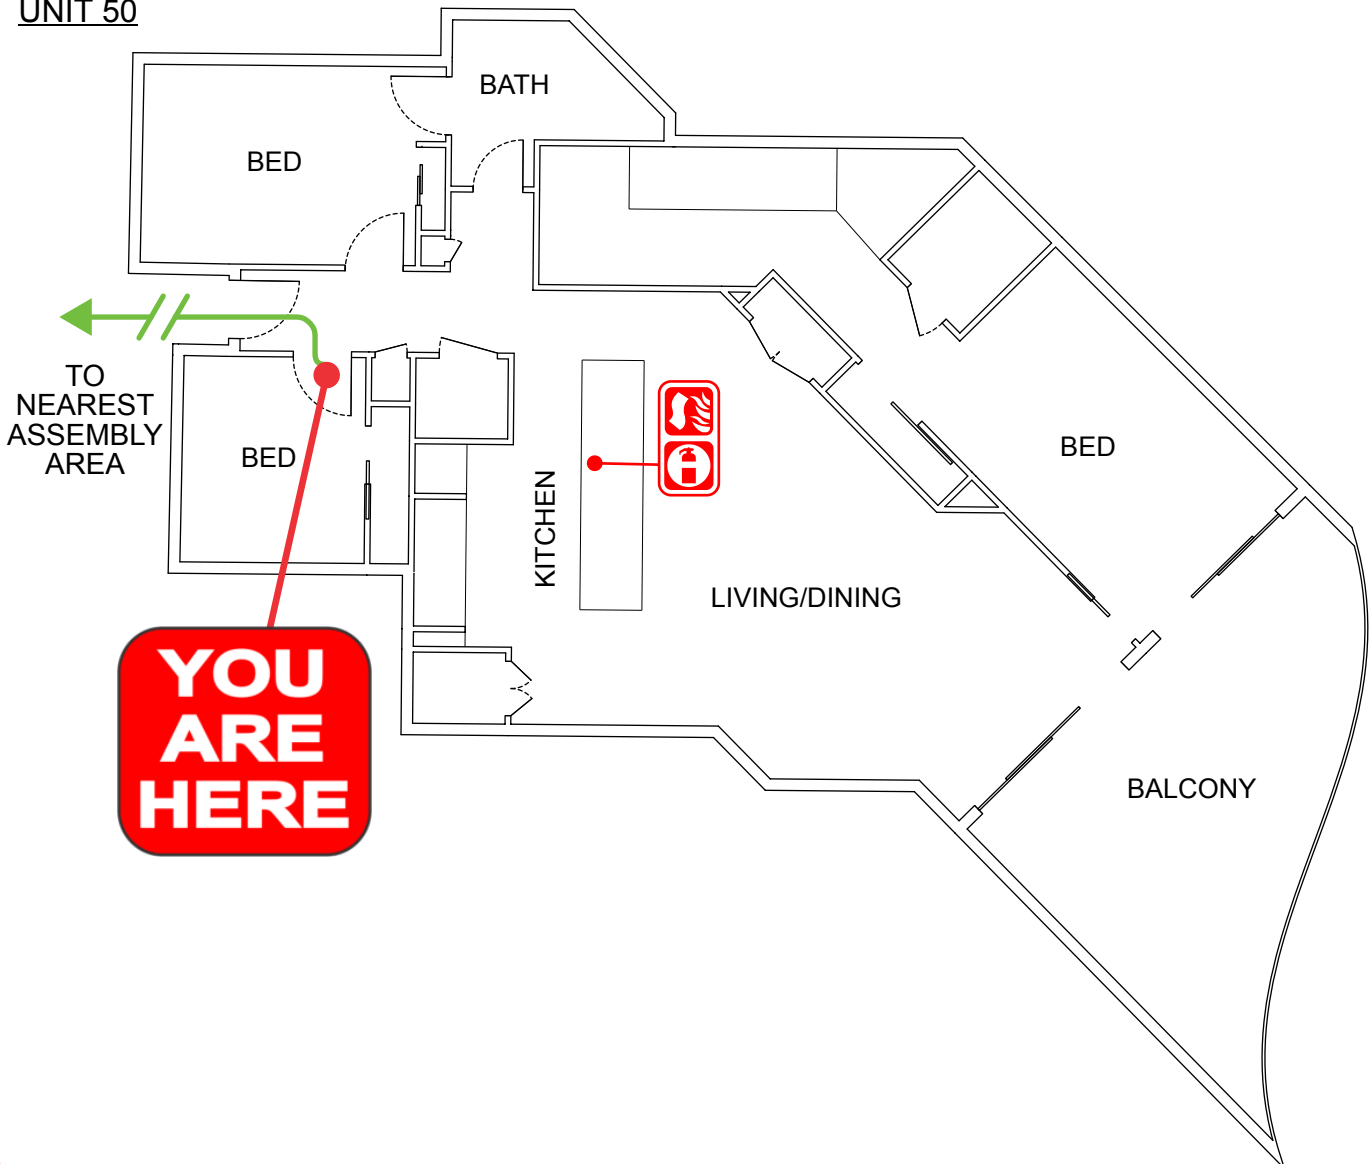 UNIT 50
BATH
BED
TO
NEAREST
ASSEMBLY
AREA
BED
KITCHEN
BED
LIVING/DINING
YOU
ARE
HERE
BALCONY